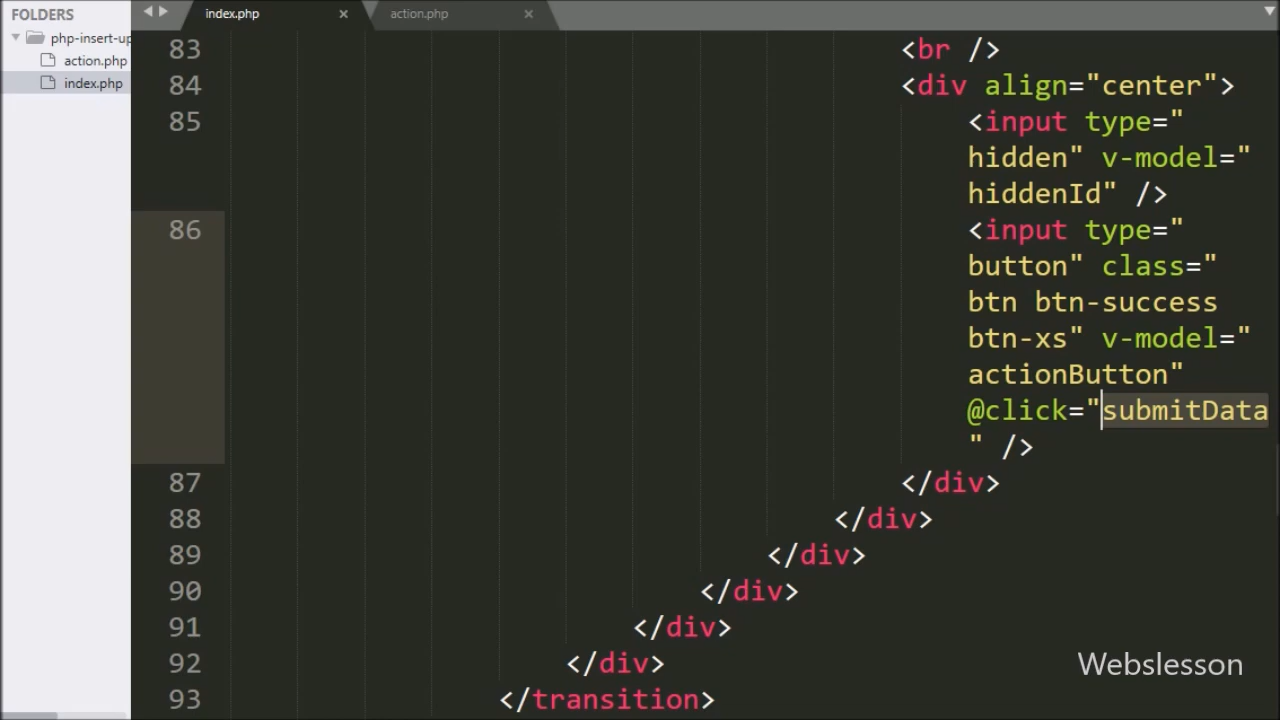 FOLDERS
php-insert-up
action.php
index.php
index.php
action.php
83 <br />
84 <div align="center">
85 <input type="
hidden" v-model="
hiddenId" />
86 <input type="
button" class="
btn btn-success
btn-xs" v-model="
actionButton"
@click="submitData
" />
87 </div>
88 </div>
89 </div>
90 </div>
91 </div>
92 </div>
93 </transition>
Webslesson